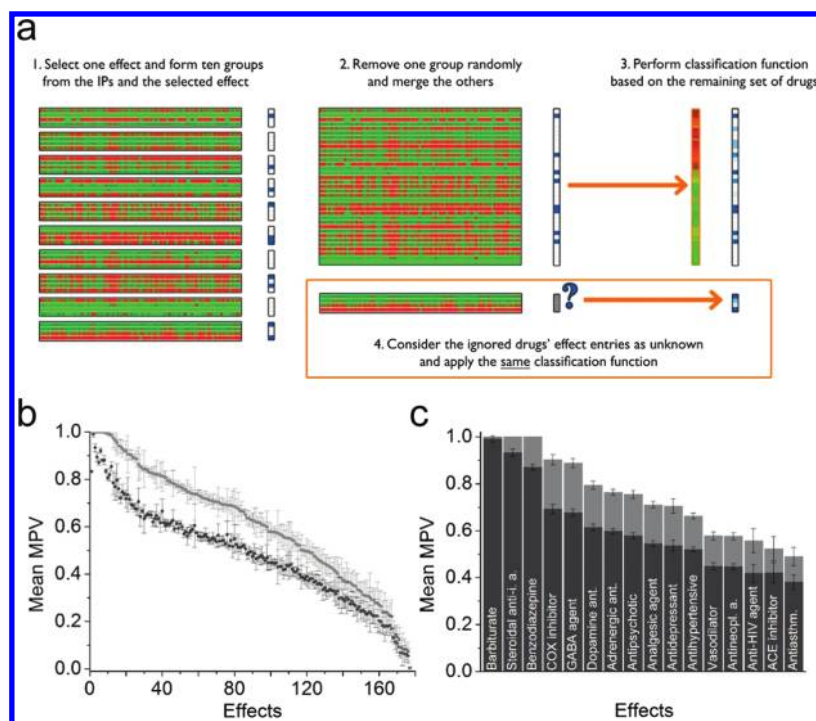 a
1. Select one effect and form ten groups
from the IPs and the selected effect
2. Remove one group randomly
and merge the others
3. Perform classification function
based on the remaining set of drugs
?
4. Consider the ignored drugs' effect entries as unknown
and apply the same classification function
b
Mean MPV
1.0
0.8
0.6
0.4
0.2
0.0
0
40
80
120
160
Effects
c
Mean MPV
1.0
0.8
0.6
0.4
0.2
0.0
Barbiturate
Steroidal anti-i. a.
Benzodiazepine
COX inhibitor
GABA agent
Dopamine ant.
Adrenergic ant.
Antipsychotic
Analgesic agent
Antidepressant
Antihypertensive
Vasodilator
Antineopl. a.
Anti-HIV agent
ACE inhibitor
Antiasthm.
Effects